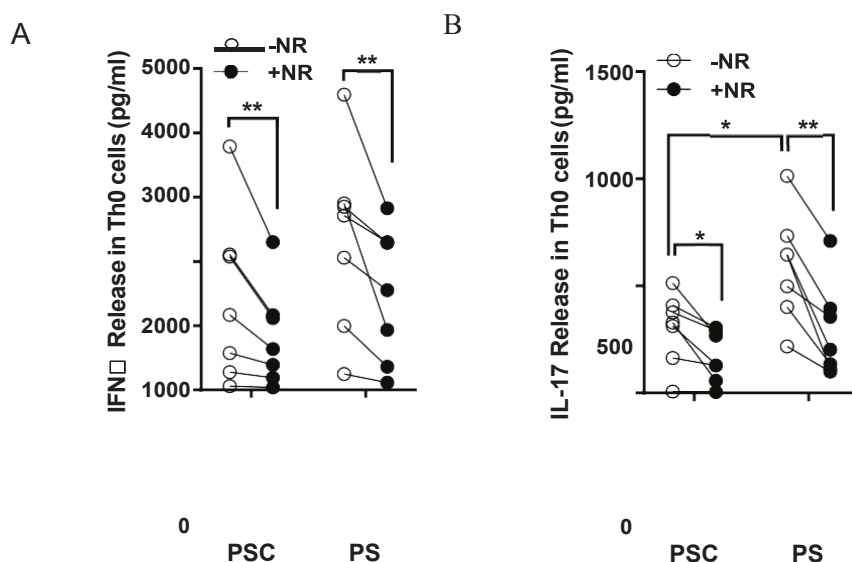 A
IFN□ Release in Th0 cells (pg/ml)
-NR
+NR
5000
4000
3000
2000
1000
0
**
**
PSC
PS
B
IL-17 Release in Th0 cells (pg/ml)
-NR
+NR
1500
1000
500
0
*
**
*
PSC
PS